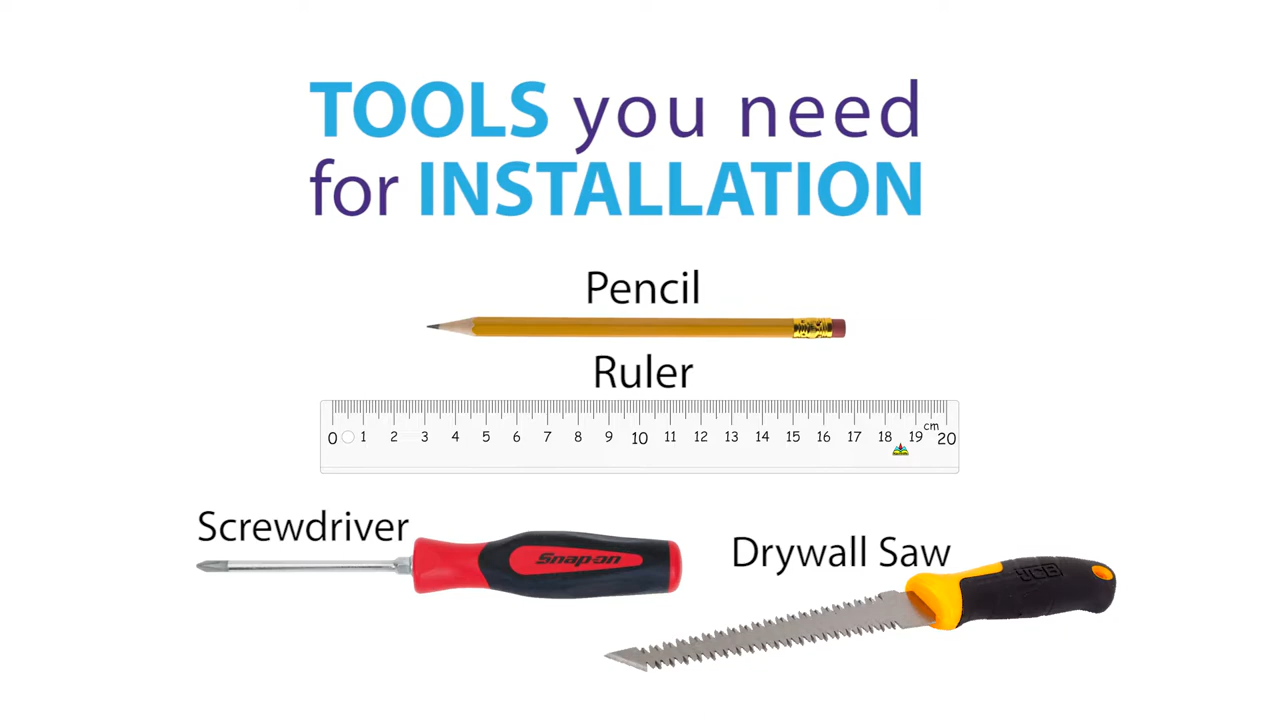 TOOLS you need
for INSTALLATION
Pencil
Ruler
0 1 2 3 4 5 6 7 8 9 10 11 12 13 14 15 16 17 18 19 cm 20
Screwdriver
Snap-on
Drywall Saw
JCB